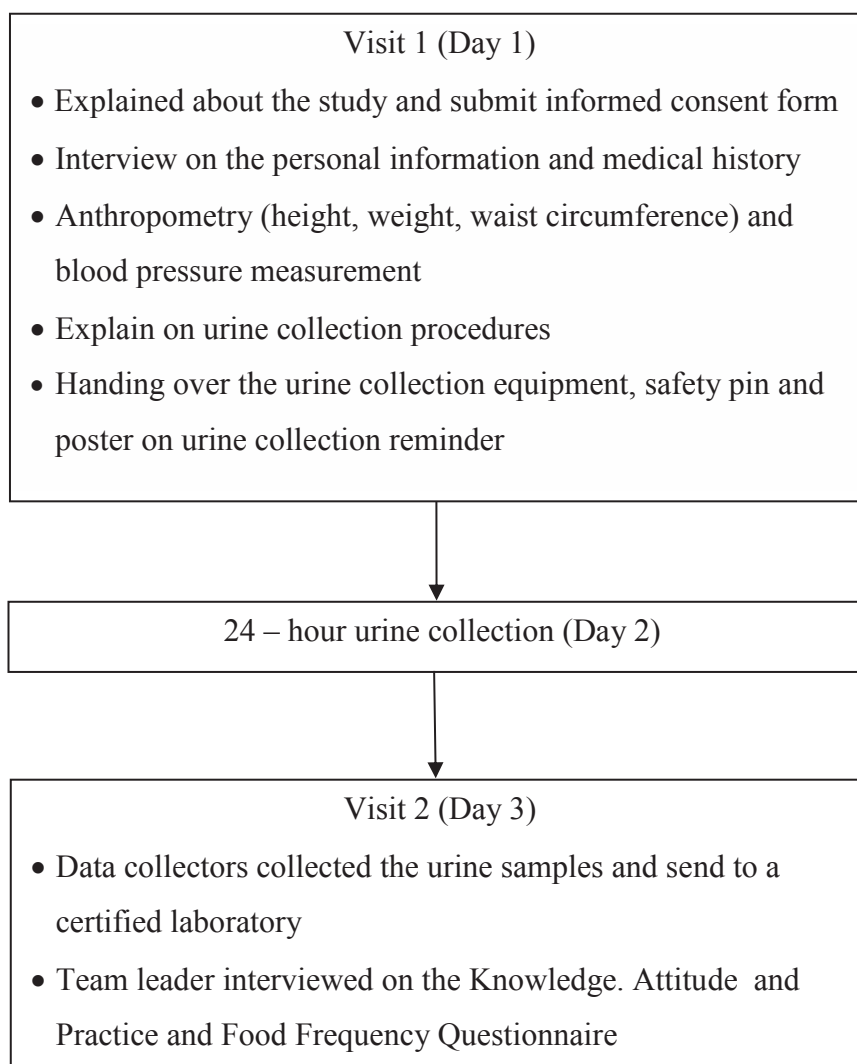 Visit 1 (Day 1)
• Explained about the study and submit informed consent form
• Interview on the personal information and medical history
• Anthropometry (height, weight, waist circumference) and
blood pressure measurement
• Explain on urine collection procedures
• Handing over the urine collection equipment, safety pin and
poster on urine collection reminder
24 – hour urine collection (Day 2)
Visit 2 (Day 3)
• Data collectors collected the urine samples and send to a
certified laboratory
• Team leader interviewed on the Knowledge. Attitude and
Practice and Food Frequency Questionnaire